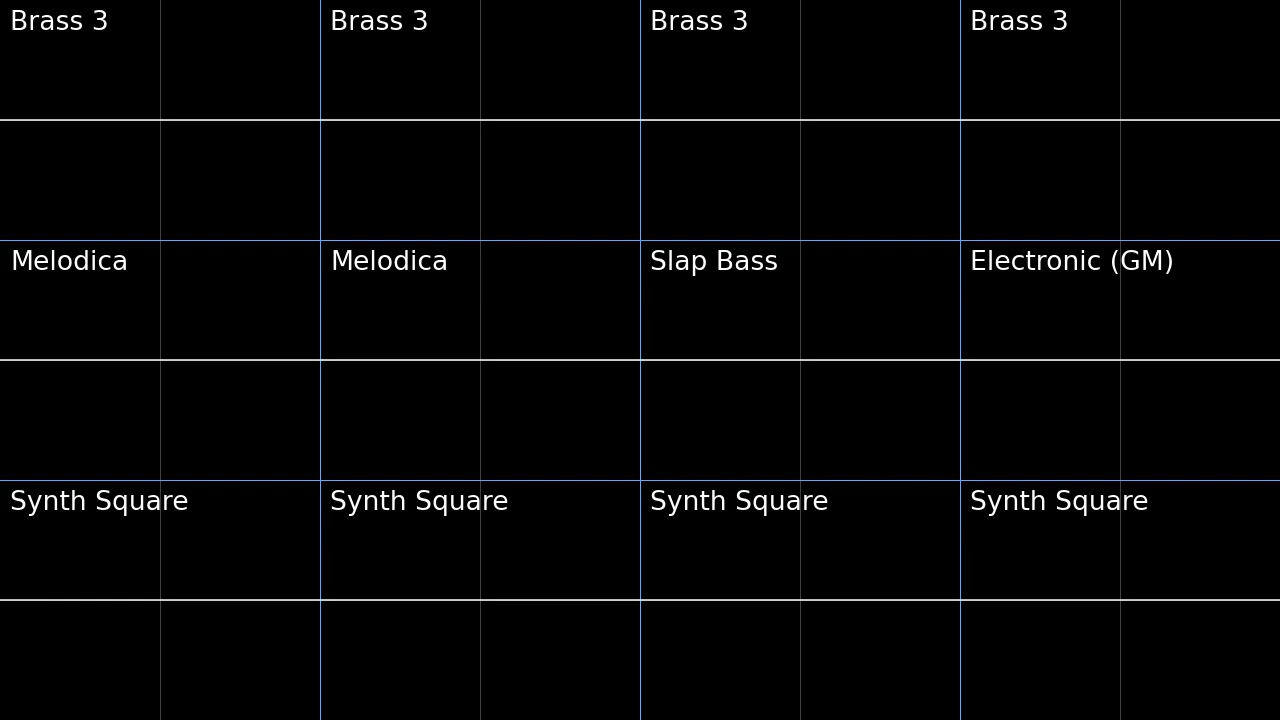 Brass 3
Brass 3
Brass 3
Brass 3
Melodica
Melodica
Slap Bass
Electronic (GM)
Synth Square
Synth Square
Synth Square
Synth Square